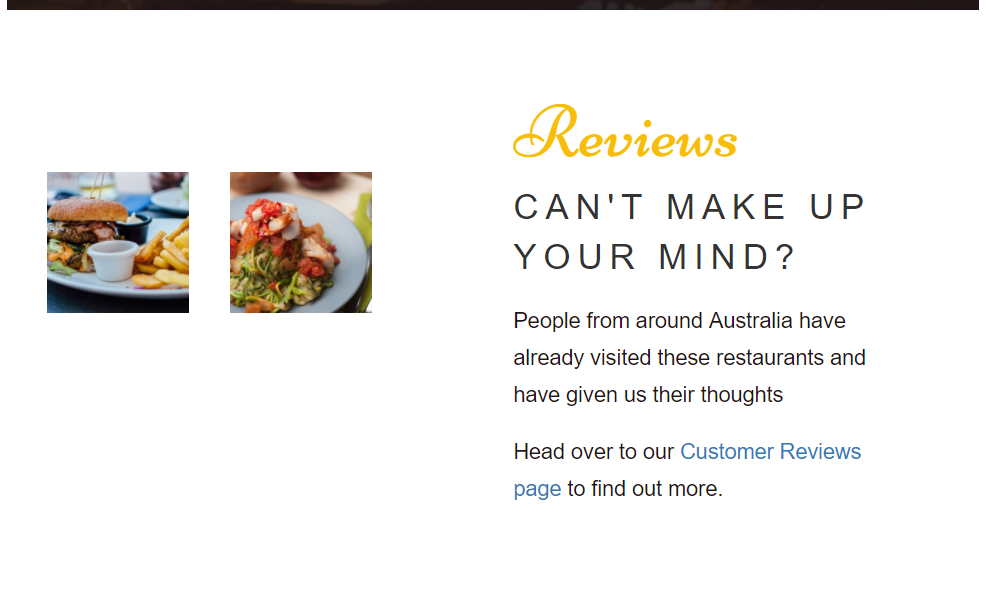 Reviews
CAN'T MAKE UP
YOUR MIND?
People from around Australia have
already visited these restaurants and
have given us their thoughts
Head over to our Customer Reviews
page to find out more.